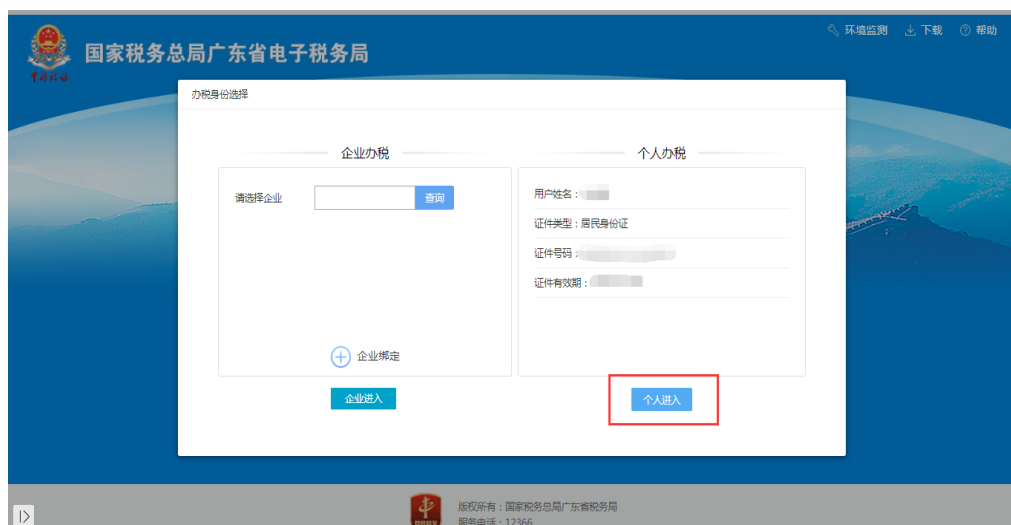 环境监测 下载 帮助
国家税务总局广东省电子税务局
中国税务
办税身份选择
企业办税
个人办税
请选择企业 查询
用户姓名：
证件类型：居民身份证
证件号码：
证件有效期：
企业绑定
企业进入
个人进入
版权所有：国家税务总局广东省税务局
服务电话：12366